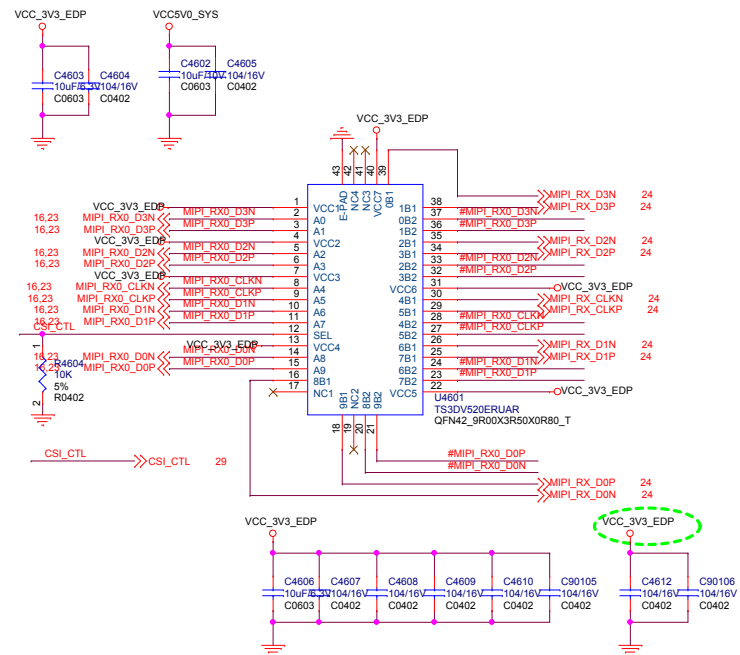 VCC_3V3_EDP
VCC5V0_SYS
C4603
10uF/6.3V
C0603
C4604
104/16V
C0402
C4602
10uF/10V
C0603
C4605
104/16V
C0402
VCC_3V3_EDP
43
42
41
40
39
E-PAD
NC4
NC3
VCC7
0B1
VCC_3V3_EDP 1 VCC1
16,23 MIPI_RX0_D3N 2 A0
16,23 MIPI_RX0_D3P 3 A1
VCC_3V3_EDP 4 VCC2
16,23 MIPI_RX0_D2N 5 A2
16,23 MIPI_RX0_D2P 6 A3
VCC_3V3_EDP 7 VCC3
16,23 MIPI_RX0_CLKN 8 A4
16,23 MIPI_RX0_CLKP 9 A5
16,23 MIPI_RX0_D1N 10 A6
16,23 MIPI_RX0_D1P 11 A7
CSI_CTL 12 SEL
VCC_3V3_EDP 13 VCC4
16,23 MIPI_RX0_D0N 14 A8
16,23 MIPI_RX0_D0P 15 A9
16 8B1
17 NC1
1
R4604
10K
5%
R0402
2
1B1 38 MIPI_RX_D3N 24
MIPI_RX_D3P 24
0B2 37 #MIPI_RX0_D3N
1B2 36 #MIPI_RX0_D3P
2B1 35 MIPI_RX_D2N 24
3B1 34 MIPI_RX_D2P 24
2B2 33 #MIPI_RX0_D2N
3B2 32 #MIPI_RX0_D2P
VCC6 31 VCC_3V3_EDP
4B1 30 MIPI_RX_CLKN 24
5B1 29 MIPI_RX_CLKP 24
4B2 28 #MIPI_RX0_CLKN
5B2 27 #MIPI_RX0_CLKP
6B1 26 MIPI_RX_D1N 24
7B1 25 MIPI_RX_D1P 24
6B2 24 #MIPI_RX0_D1N
7B2 23 #MIPI_RX0_D1P
VCC5 22 VCC_3V3_EDP
U4601
TS3DV520ERUAR
QFN42_9R00X3R50X0R80_T
9B1
NC2
8B2
9B2
18
19
20
21
#MIPI_RX0_D0P
#MIPI_RX0_D0N
MIPI_RX_D0P 24
MIPI_RX_D0N 24
CSI_CTL
CSI_CTL 29
VCC_3V3_EDP
VCC_3V3_EDP
C4606
10uF/6.3V
C0603
C4607
104/16V
C0402
C4608
104/16V
C0402
C4609
104/16V
C0402
C4610
104/16V
C0402
C90105
104/16V
C0402
C4612
104/16V
C0402
C90106
104/16V
C0402